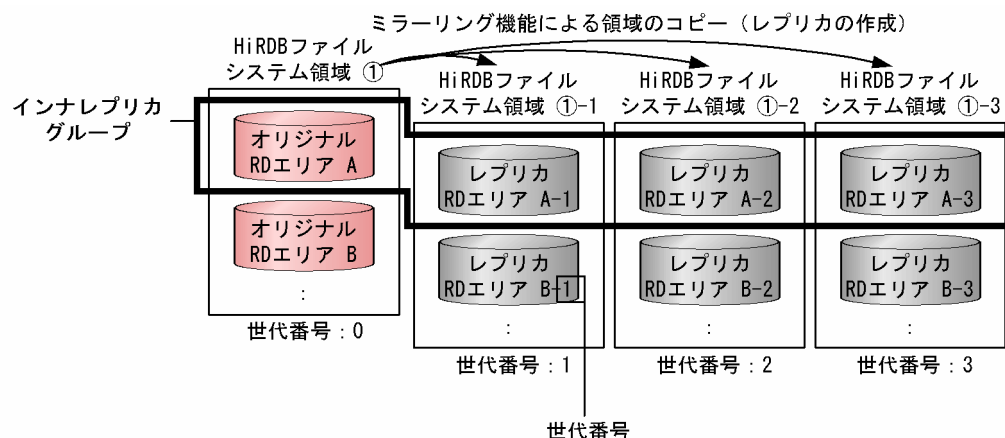 ミラーリング機能による領域のコピー（レプリカの作成）
HiRDBファイル
システム領域 ①
HiRDBファイル
システム領域 ①-1
HiRDBファイル
システム領域 ①-2
HiRDBファイル
システム領域 ①-3
インナレプリカ
グループ
オリジナル
RDエリア A
レプリカ
RDエリア A-1
レプリカ
RDエリア A-2
レプリカ
RDエリア A-3
オリジナル
RDエリア B
レプリカ
RDエリア B-1
レプリカ
RDエリア B-2
レプリカ
RDエリア B-3
:
:
:
:
世代番号：0
世代番号：1
世代番号：2
世代番号：3
世代番号